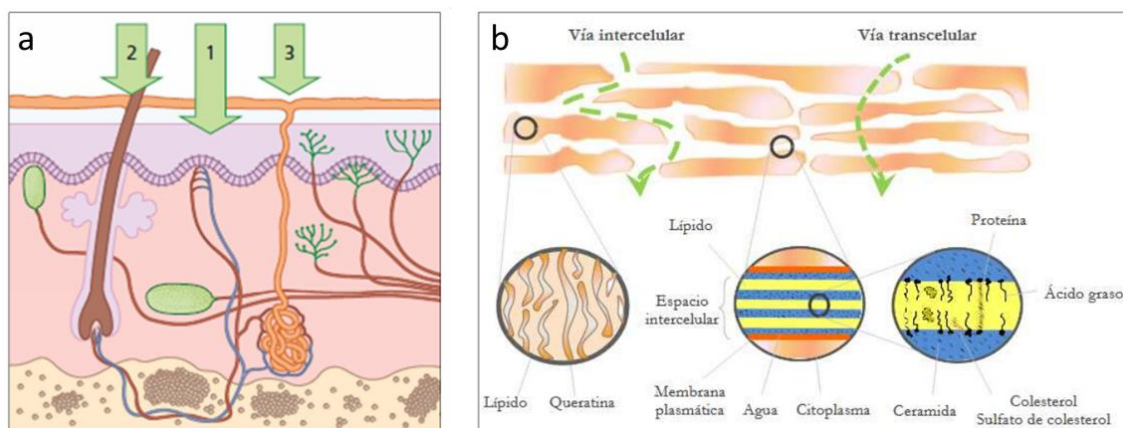 a
2
1
3
b
Vía intercelular
Vía transcelular
Lípido
Proteína
Espacio
intercelular
Ácido graso
Membrana
plasmática
Lípido
Queratina
Agua
Citoplasma
Ceramida
Colesterol
Sulfato de colesterol